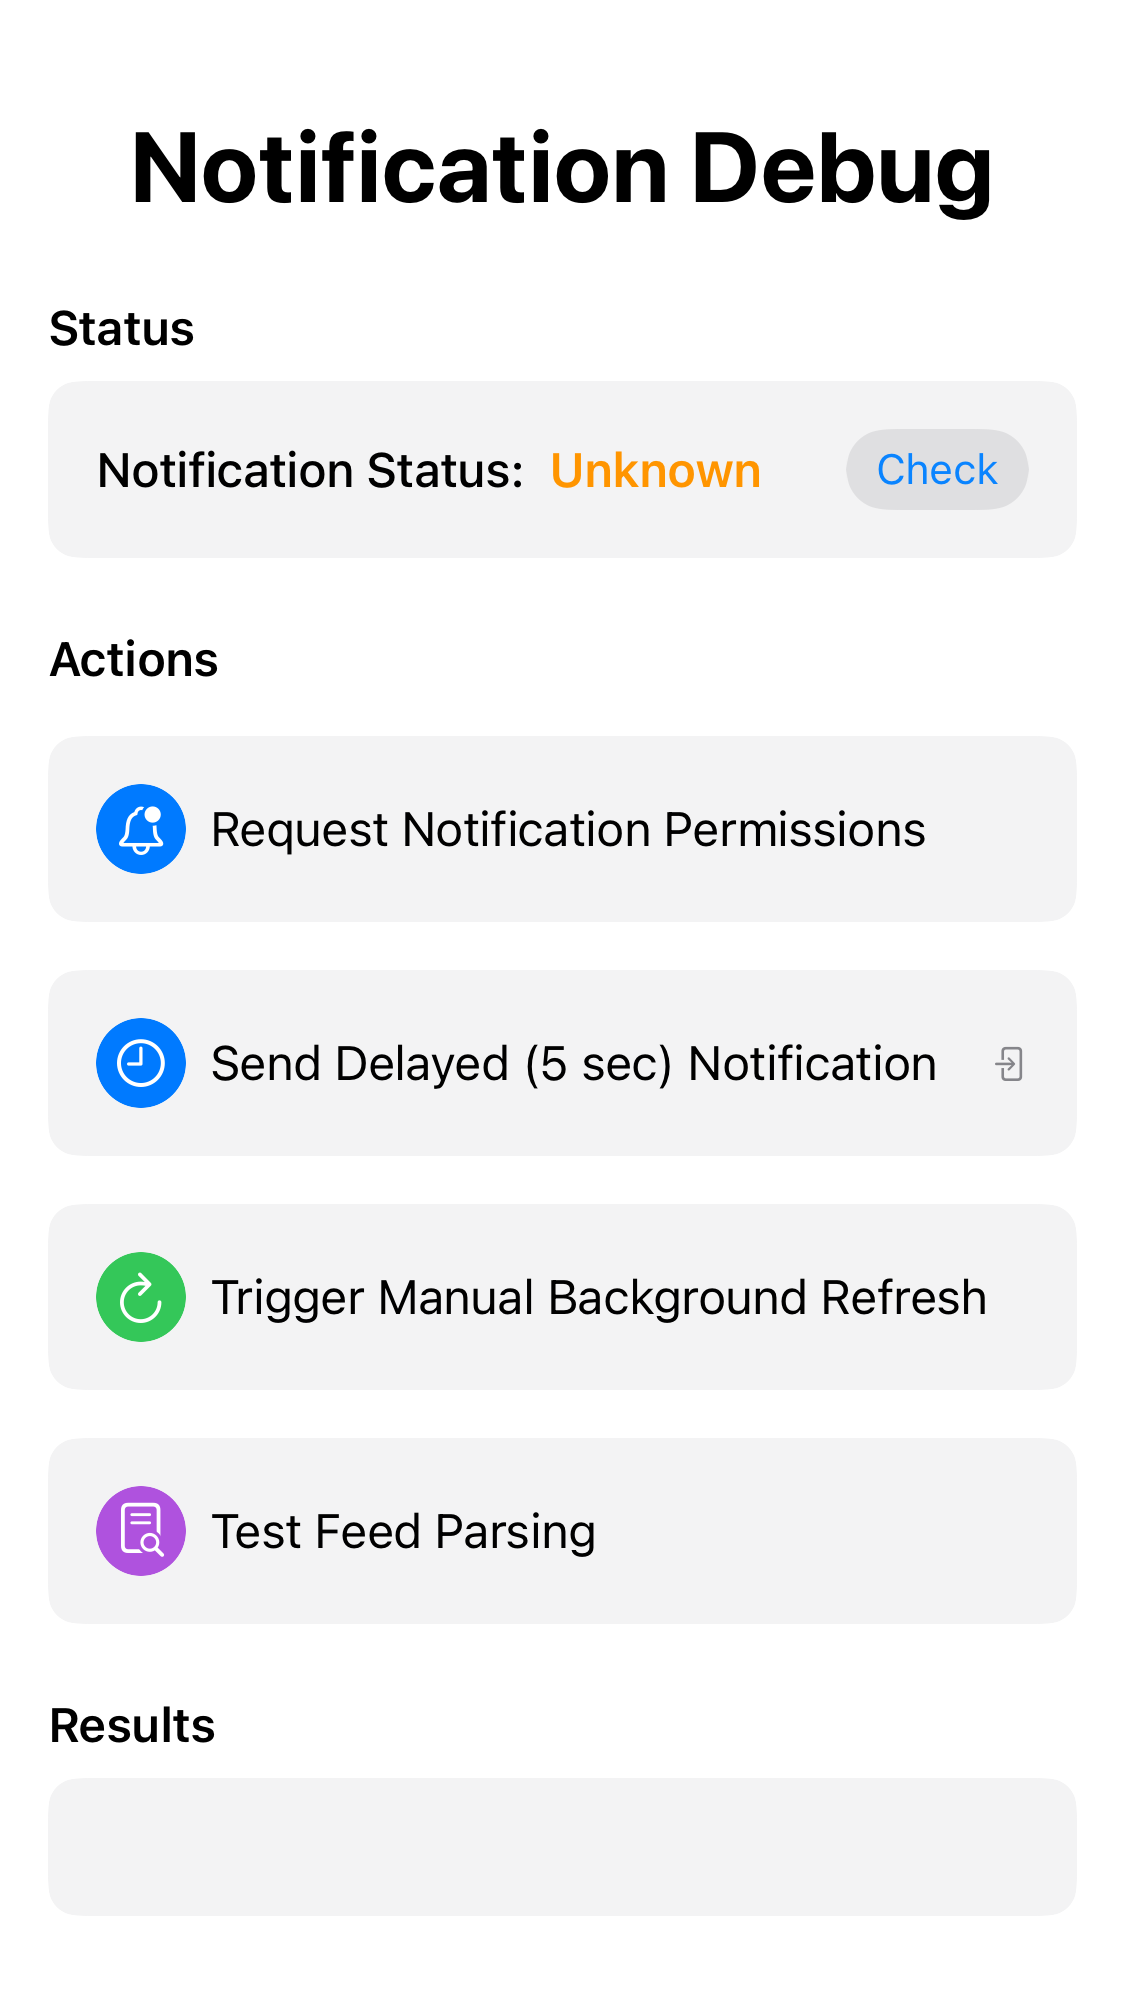 Notification Debug
Status
Notification Status: Unknown Check
Actions
Request Notification Permissions
Send Delayed (5 sec) Notification
Trigger Manual Background Refresh
Test Feed Parsing
Results